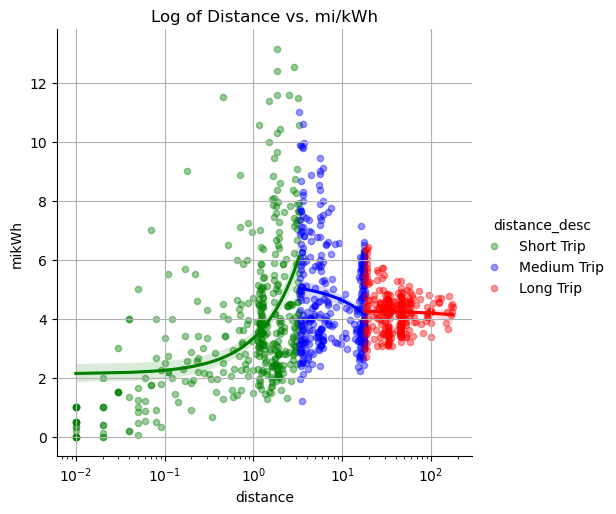 Log of Distance vs. mi/kWh
mikWh
12
10
8
6
4
2
0
10⁻²
10⁻¹
10⁰
10¹
10²
distance
distance_desc
Short Trip
Medium Trip
Long Trip